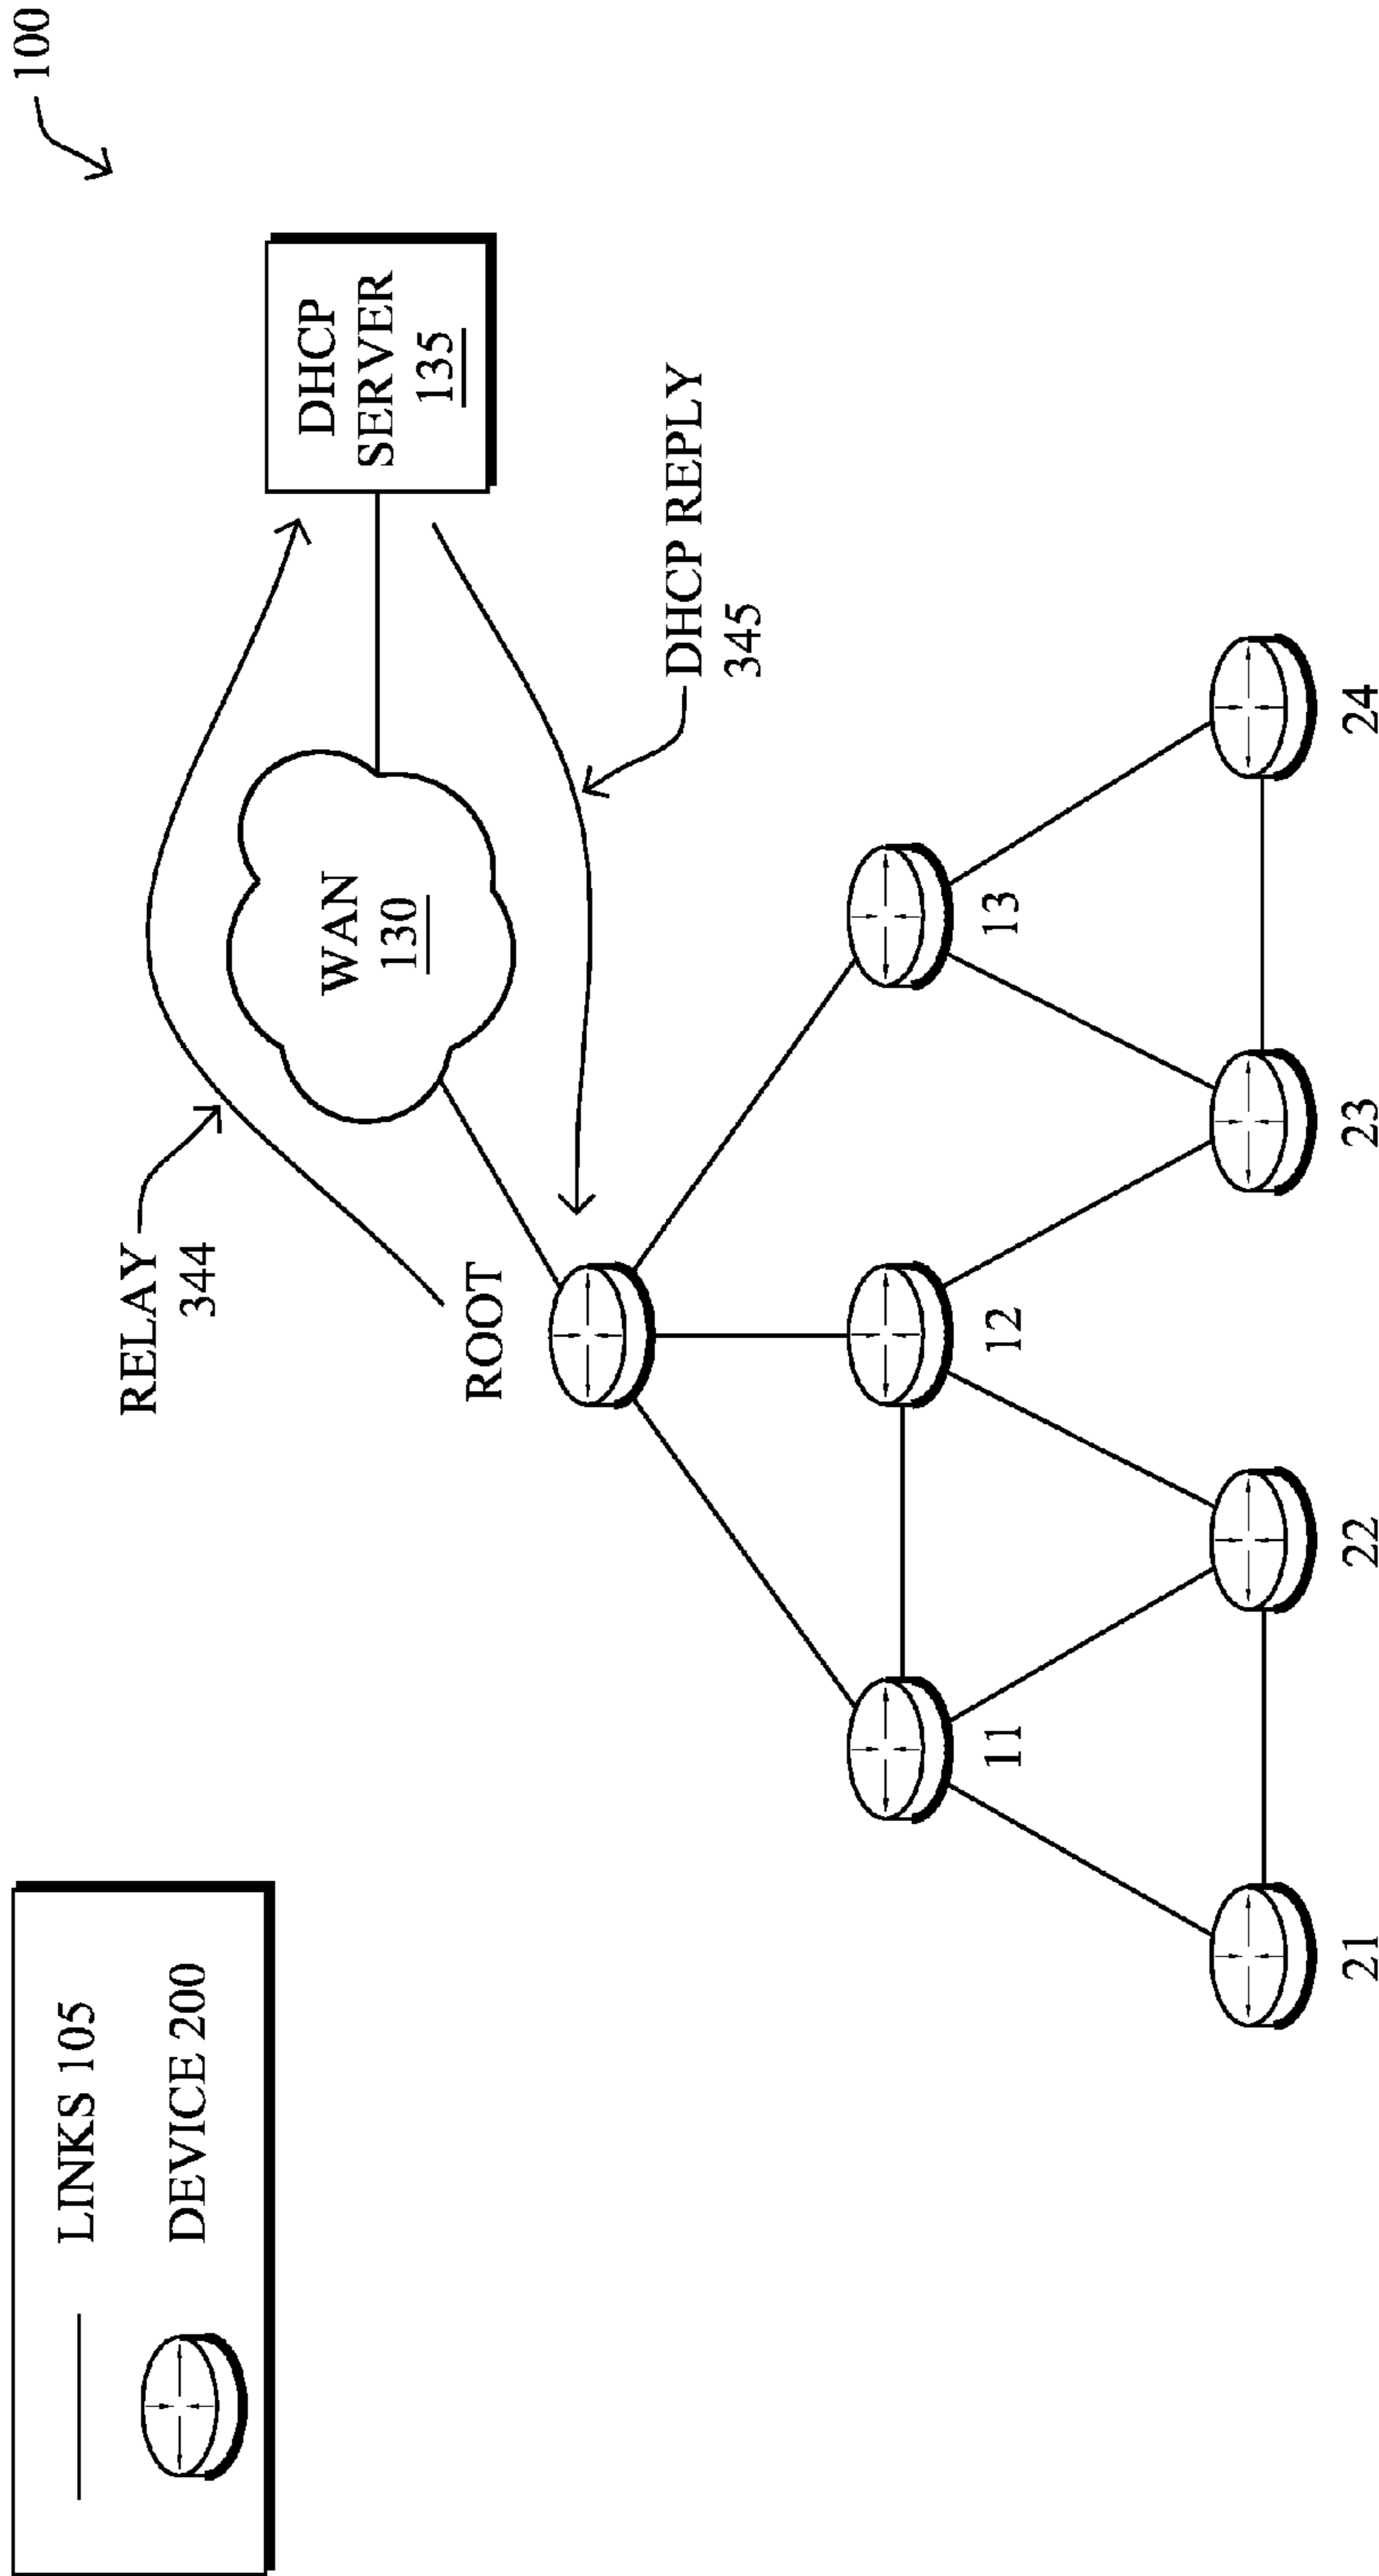 100
LINKS 105
DEVICE 200
RELAY
344
WAN
130
DHCP
SERVER
135
ROOT
DHCP REPLY
345
11
12
13
21
22
23
24